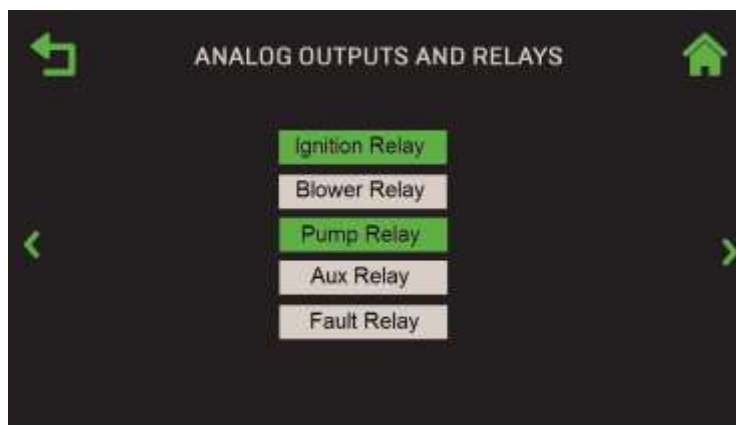 ANALOG OUTPUTS AND RELAYS
Ignition Relay
Blower Relay
Pump Relay
Aux Relay
Fault Relay